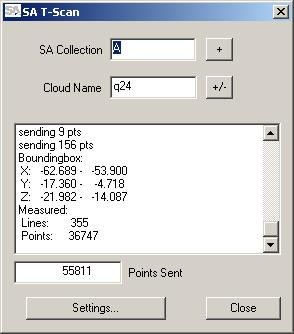 SA SA T-Scan
SA Collection A +
Cloud Name q24 +/-
sending 9 pts
sending 156 pts
Boundingbox:
X: -62.689 - -53.900
Y: -17.360 - -4.718
Z: -21.982 - -14.087
Measured:
Lines: 355
Points: 36747
55811 Points Sent
Settings... Close